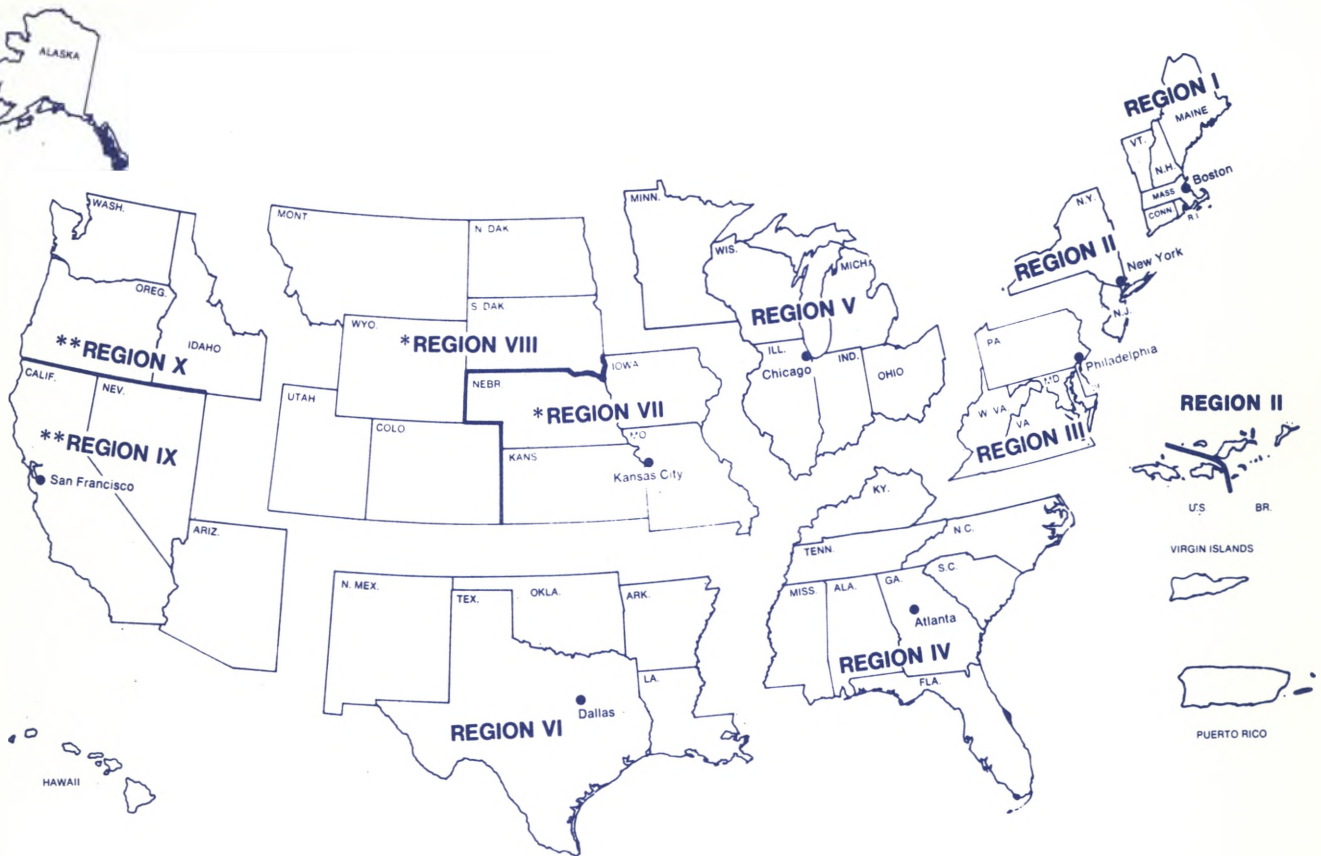 ALASKA
REGION I
MAINE
VT.
N.H.
MASS
Boston
CONN
R I
N.Y.
REGION II
New York
N.J.
WASH.
MONT
N DAK
MINN.
WIS.
MICH.
OREG.
S DAK
REGION V
IDAHO
WYO.
**REGION X
*REGION VIII
PA
Philadelphia
ILL.
IND.
OHIO
Chicago
IOWA
CALIF.
NEV.
UTAH
NEBR
*REGION VII
MD
W VA
VA
REGION III
REGION II
COLO
MO
**REGION IX
KANS
Kansas City
San Francisco
KY.
U.S
BR.
VIRGIN ISLANDS
ARIZ.
TENN.
N.C.
S.C.
N. MEX.
TEX.
OKLA.
ARK.
MISS.
ALA.
GA.
Atlanta
REGION IV
FLA.
LA.
Dallas
REGION VI
PUERTO RICO
HAWAII